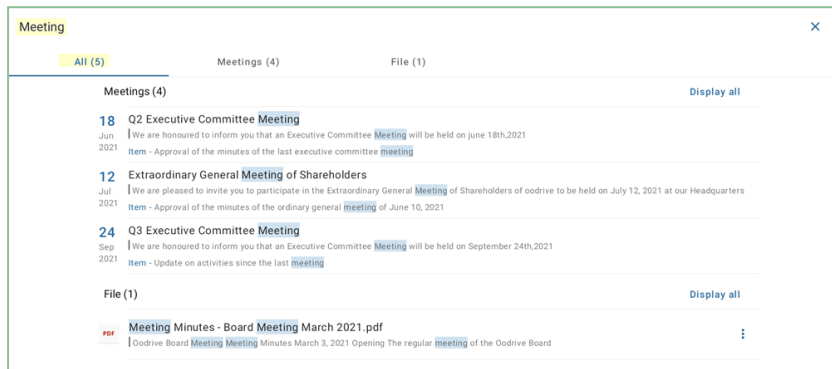 Meeting
All (5)
Meetings (4)
File (1)
Meetings (4)
Display all
18
Jun
2021
Q2 Executive Committee Meeting
We are honoured to inform you that an Executive Committee Meeting will be held on june 18th,2021
Item - Approval of the minutes of the last executive committee meeting
12
Jul
2021
Extraordinary General Meeting of Shareholders
We are pleased to invite you to participate in the Extraordinary General Meeting of Shareholders of oodrive to be held on July 12, 2021 at our Headquarters
Item - Approval of the minutes of the ordinary general meeting of June 10, 2021
24
Sep
2021
Q3 Executive Committee Meeting
We are honoured to inform you that an Executive Committee Meeting will be held on September 24th,2021
Item - Update on activities since the last meeting
File (1)
Display all
PDF
Meeting Minutes - Board Meeting March 2021.pdf
Oodrive Board Meeting Meeting Minutes March 3, 2021 Opening The regular meeting of the Oodrive Board